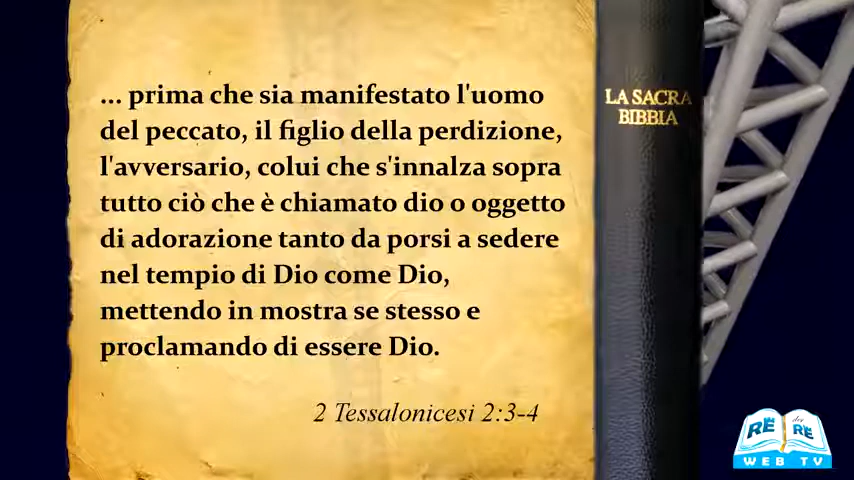 ... prima che sia manifestato l'uomo
del peccato, il figlio della perdizione,
l'avversario, colui che s'innalza sopra
tutto ciò che è chiamato dio o oggetto
di adorazione tanto da porsi a sedere
nel tempio di Dio come Dio,
mettendo in mostra se stesso e
proclamando di essere Dio.
2 Tessalonicesi 2:3-4
LA SACRA
BIBBIA
RE dei RE
WEB TV